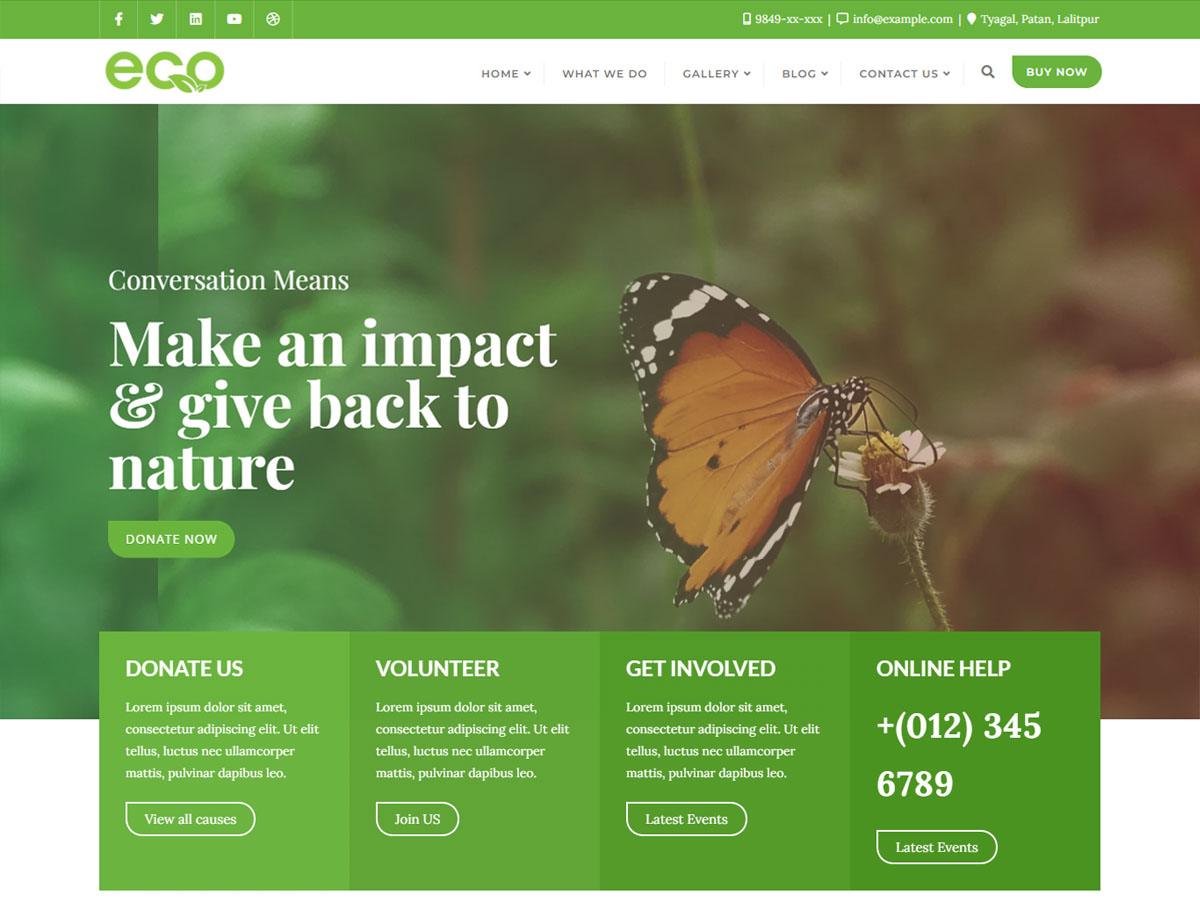 9849-xx-xxx | info@example.com | Tyagal, Patan, Lalitpur
eco
HOME WHAT WE DO GALLERY BLOG CONTACT US BUY NOW
Conversation Means
Make an impact
& give back to
nature
DONATE NOW
DONATE US
Lorem ipsum dolor sit amet,
consectetur adipiscing elit. Ut elit
tellus, luctus nec ullamcorper
mattis, pulvinar dapibus leo.
View all causes
VOLUNTEER
Lorem ipsum dolor sit amet,
consectetur adipiscing elit. Ut elit
tellus, luctus nec ullamcorper
mattis, pulvinar dapibus leo.
Join US
GET INVOLVED
Lorem ipsum dolor sit amet,
consectetur adipiscing elit. Ut elit
tellus, luctus nec ullamcorper
mattis, pulvinar dapibus leo.
Latest Events
ONLINE HELP
+(012) 345
6789
Latest Events